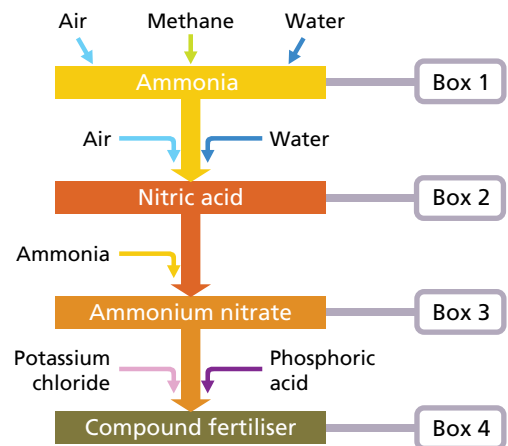 Air
Methane
Water
Ammonia
Box 1
Air
Water
Nitric acid
Box 2
Ammonia
Ammonium nitrate
Box 3
Potassium
chloride
Phosphoric
acid
Compound fertiliser
Box 4